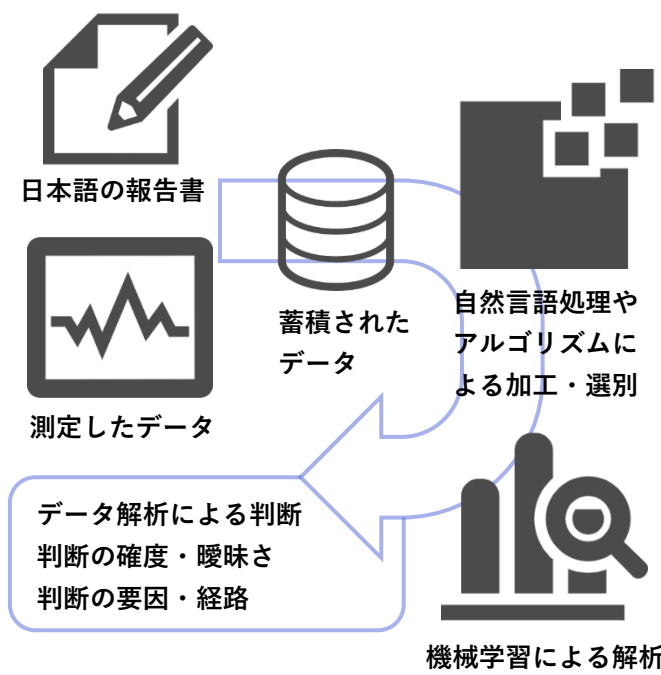 日本語の報告書
測定したデータ
蓄積された
データ
自然言語処理や
アルゴリズムに
よる加工・選別
機械学習による解析
データ解析による判断
判断の確度・曖昧さ
判断の要因・経路